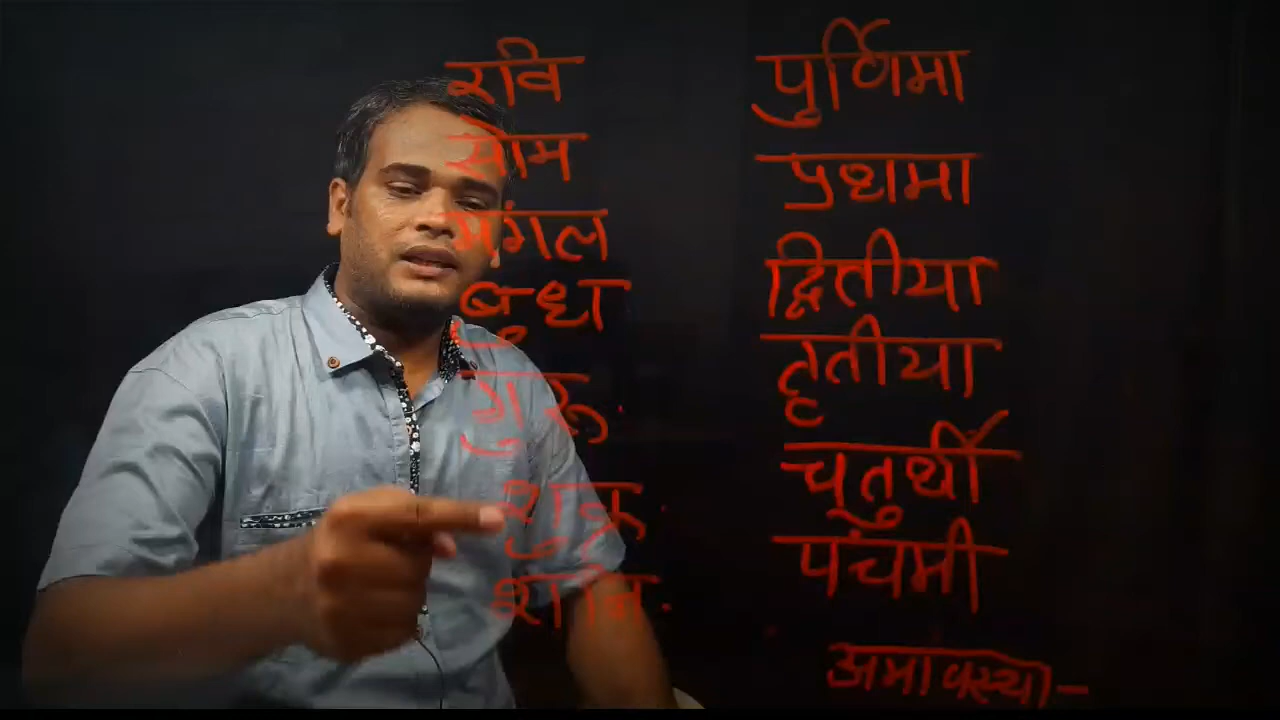 रवि
सोम
मंगल
बुध
गुरू
शुक्र
शनि
पुर्णिमा
प्रथमा
द्वितीया
तृतीया
चतुर्थी
पंचमी
अमावस्या-